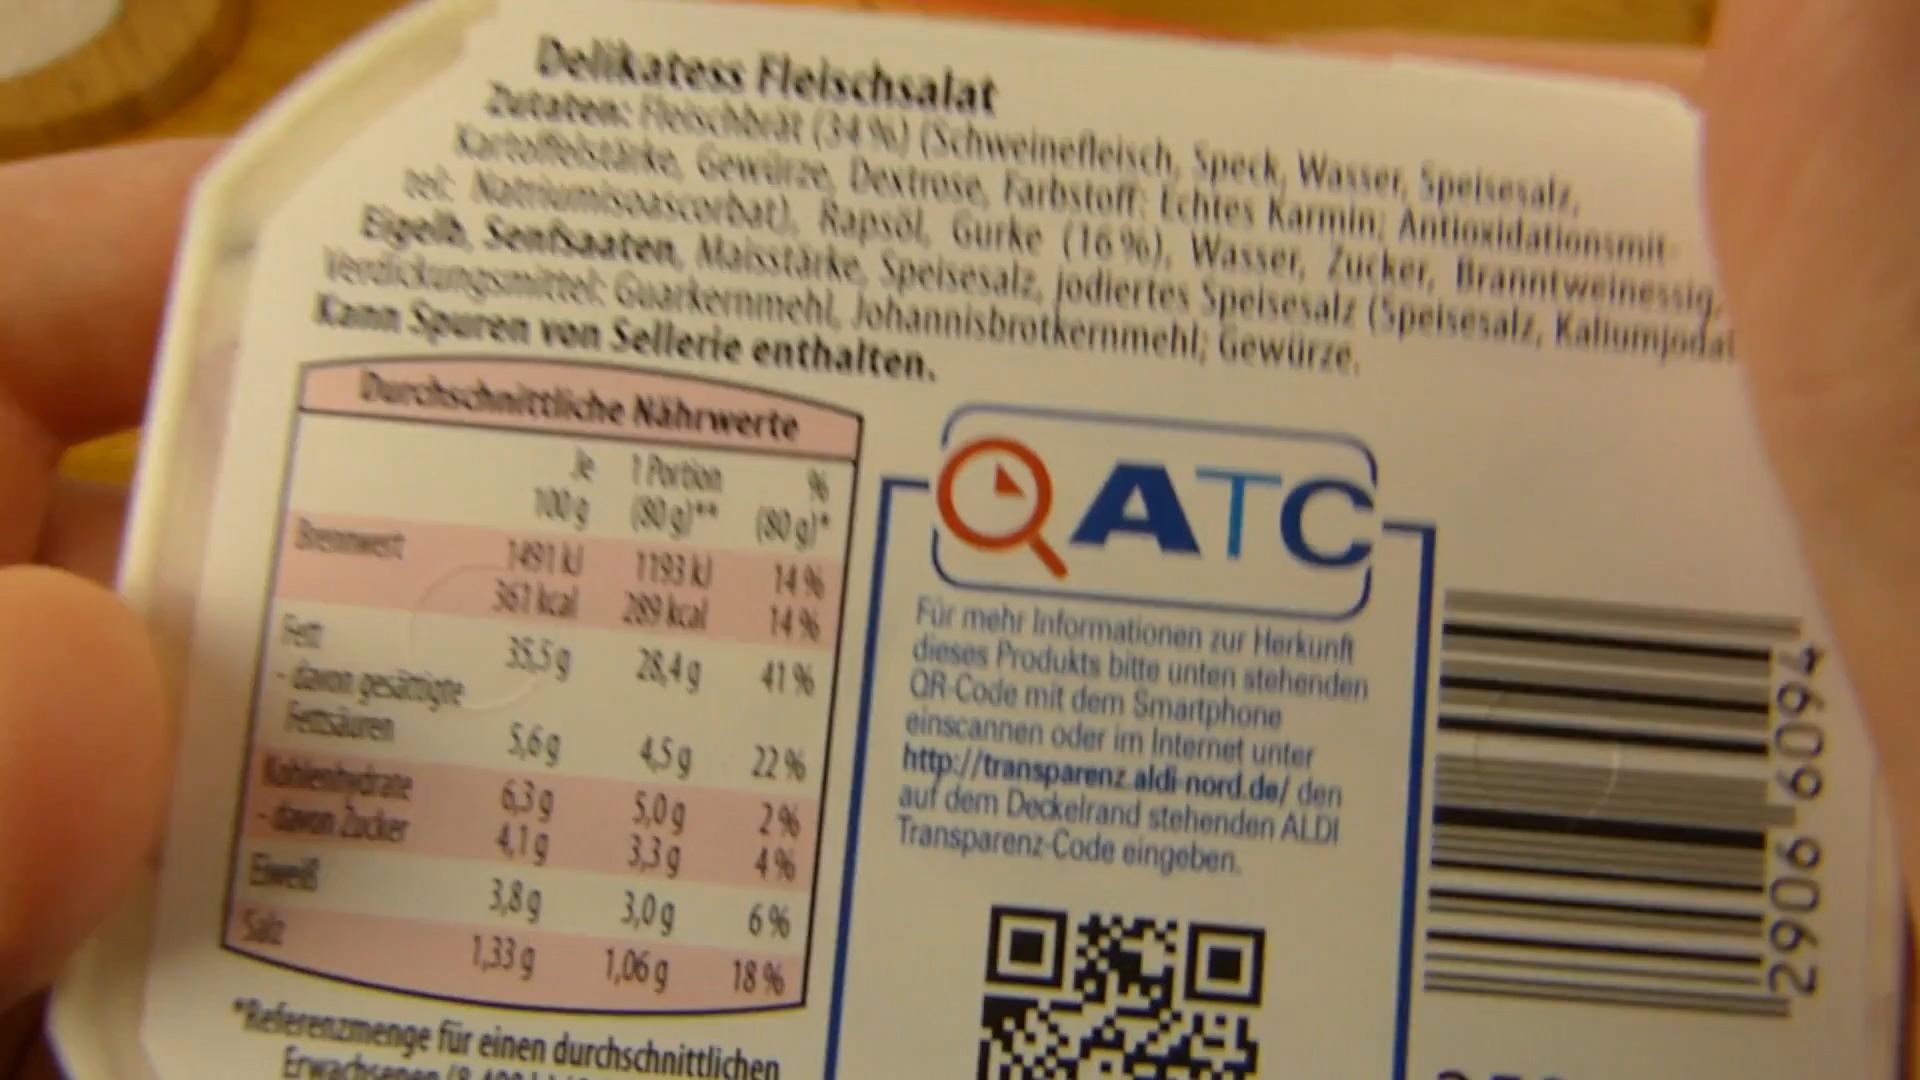 Delikatess Fleischsalat
Zutaten: Fleischbrät (34 %) (Schweinefleisch, Speck, Wasser, Speisesalz,
Kartoffelstärke, Gewürze, Dextrose, Farbstoff: Echtes Karmin; Antioxidationsmit-
tel: Natriumisoascorbat), Rapsöl, Gurke (16 %), Wasser, Zucker, Branntweinessig,
Eigelb, Senfsaaten, Maisstärke, Speisesalz, jodiertes Speisesalz (Speisesalz, Kaliumjodat
Verdickungsmittel: Guarkernmehl, Johannisbrotkernmehl; Gewürze.
Kann Spuren von Sellerie enthalten.
Durchschnittliche Nährwerte
Je 1 Portion %
100 g (80 g)** (80 g)*
Brennwert 1491 kJ 1193 kJ 14 %
361 kcal 289 kcal 14 %
Fett 35,5 g 28,4 g 41 %
- davon gesättigte
Fettsäuren 5,6 g 4,5 g 22 %
Kohlenhydrate 6,3 g 5,0 g 2 %
- davon Zucker 4,1 g 3,3 g 4 %
Eiweiß 3,8 g 3,0 g 6 %
Salz 1,33 g 1,06 g 18 %
*Referenzmenge für einen durchschnittlichen
Erwachsenen
ATC
Für mehr Informationen zur Herkunft
dieses Produkts bitte unten stehenden
QR-Code mit dem Smartphone
einscannen oder im Internet unter
http://transparenz.aldi-nord.de/ den
auf dem Deckelrand stehenden ALDI
Transparenz-Code eingeben.
2906 6094